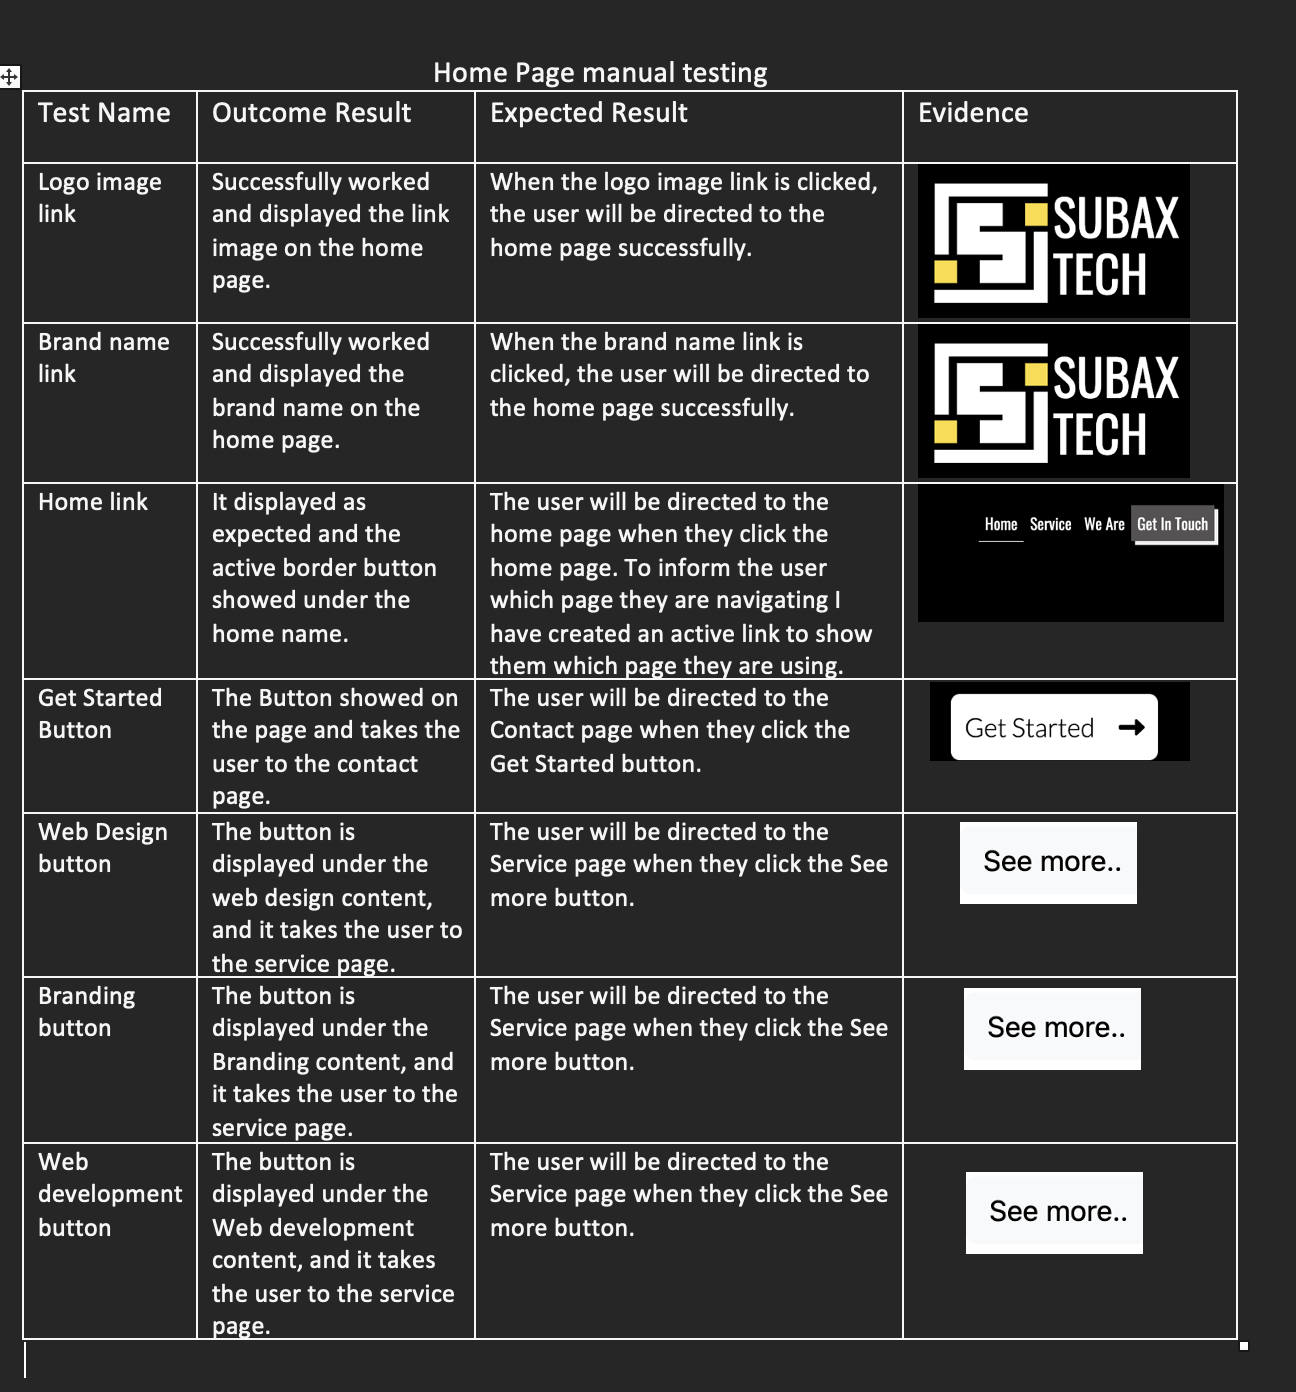 Home Page manual testing
Test Name
Outcome Result
Expected Result
Evidence
Logo image
link
Successfully worked
and displayed the link
image on the home
page.
When the logo image link is clicked,
the user will be directed to the
home page successfully.
SUBAX
TECH
Brand name
link
Successfully worked
and displayed the
brand name on the
home page.
When the brand name link is
clicked, the user will be directed to
the home page successfully.
SUBAX
TECH
Home link
It displayed as
expected and the
active border button
showed under the
home name.
The user will be directed to the
home page when they click the
home page. To inform the user
which page they are navigating I
have created an active link to show
them which page they are using.
Home Service We Are Get In Touch
Get Started
Button
The Button showed on
the page and takes the
user to the contact
page.
The user will be directed to the
Contact page when they click the
Get Started button.
Get Started
Web Design
button
The button is
displayed under the
web design content,
and it takes the user to
the service page.
The user will be directed to the
Service page when they click the See
more button.
See more..
Branding
button
The button is
displayed under the
Branding content, and
it takes the user to the
service page.
The user will be directed to the
Service page when they click the See
more button.
See more..
Web
development
button
The button is
displayed under the
Web development
content, and it takes
the user to the service
page.
The user will be directed to the
Service page when they click the See
more button.
See more..